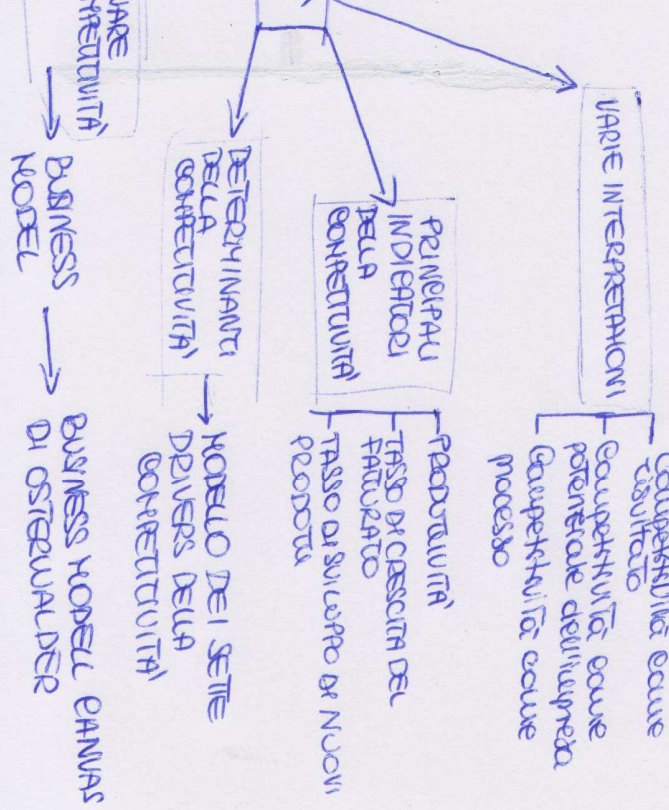 VARIE INTERPRETAZIONI
Competitività come
risultato
Competitività come
potenziale dell'impresa
Competitività come
processo
PRINCIPALI
INDICATORI
DELLA
COMPETITIVITÀ
PRODUTTIVITÀ
TASSO DI CRESCITA DEL
FATTURATO
TASSO DI SVILUPPO DI NUOVI
PRODOTTI
DETERMINANTI
DELLA
COMPETITIVITÀ
MODELLO DEI SETTE
DRIVERS DELLA
COMPETITIVITÀ
BUSINESS
MODEL
BUSINESS MODELL CANVAS
DI OSTERWALDER